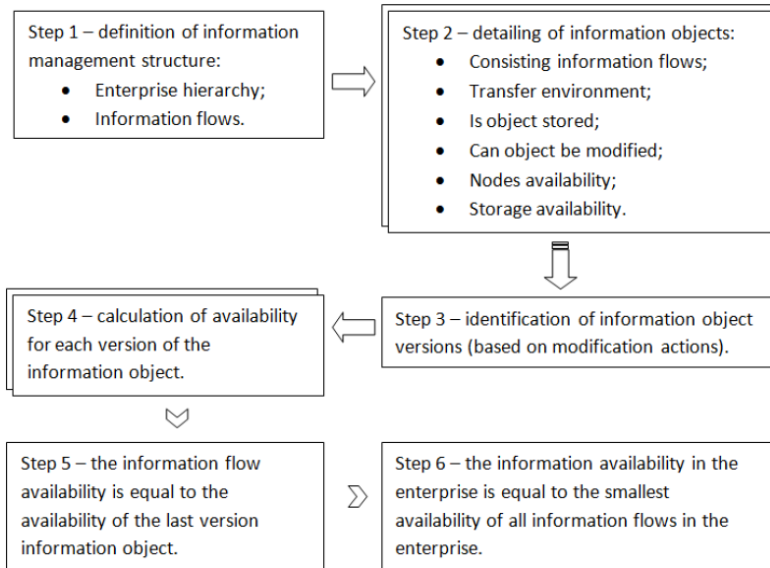 Step 1 – definition of information
management structure:
• Enterprise hierarchy;
• Information flows.
Step 2 – detailing of information objects:
• Consisting information flows;
• Transfer environment;
• Is object stored;
• Can object be modified;
• Nodes availability;
• Storage availability.
Step 3 – identification of information object
versions (based on modification actions).
Step 4 – calculation of availability
for each version of the
information object.
Step 5 – the information flow
availability is equal to the
availability of the last version
information object.
Step 6 – the information availability in the
enterprise is equal to the smallest
availability of all information flows in the
enterprise.